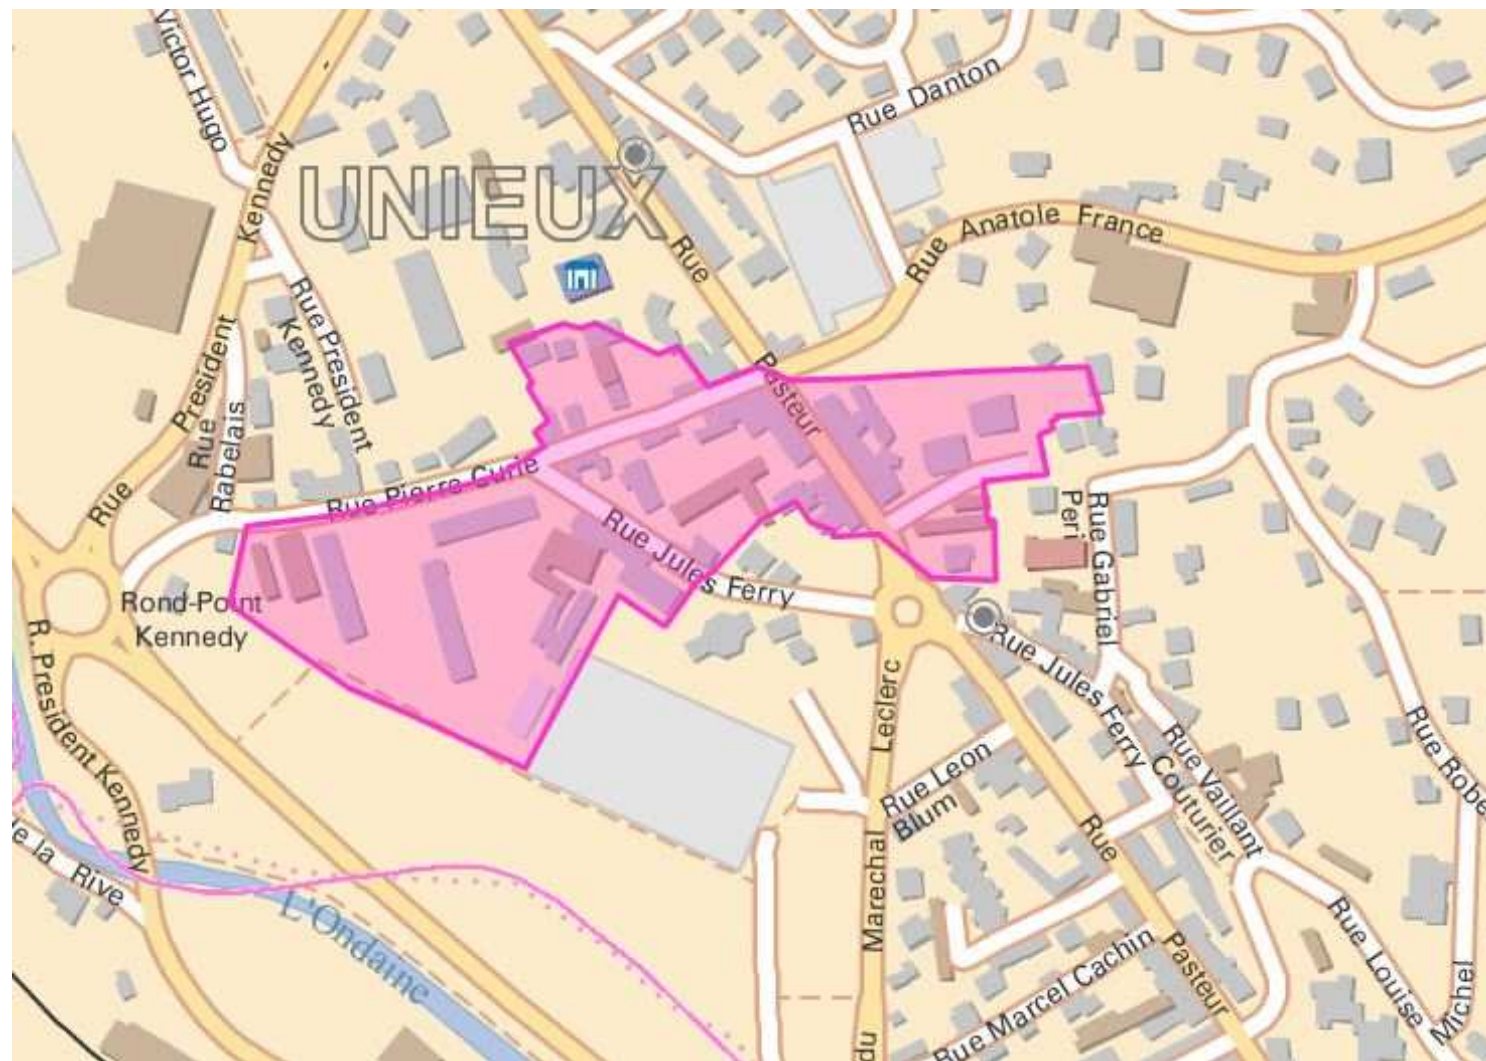 Victor Hugo
Rue Danton
Kennedy
UNIEUX
Rue
Rue Anatole France
Rue President
Kennedy
President
Rue
Rabelais
Pasteur
Rue
Rue Pierre Curie
Rue Jules Ferry
Rue Gabriel
Peri
Rond-Point
Kennedy
R. President Kennedy
Rue Jules Ferry
Leclerc
Rue Leon
Blum
Rue Vaillant
Couturier
Rue Robe
de la Rive
L'Ondaine
Marechal
du
Rue
Pasteur
Rue Marcel Cachin
Rue Louise
Michel